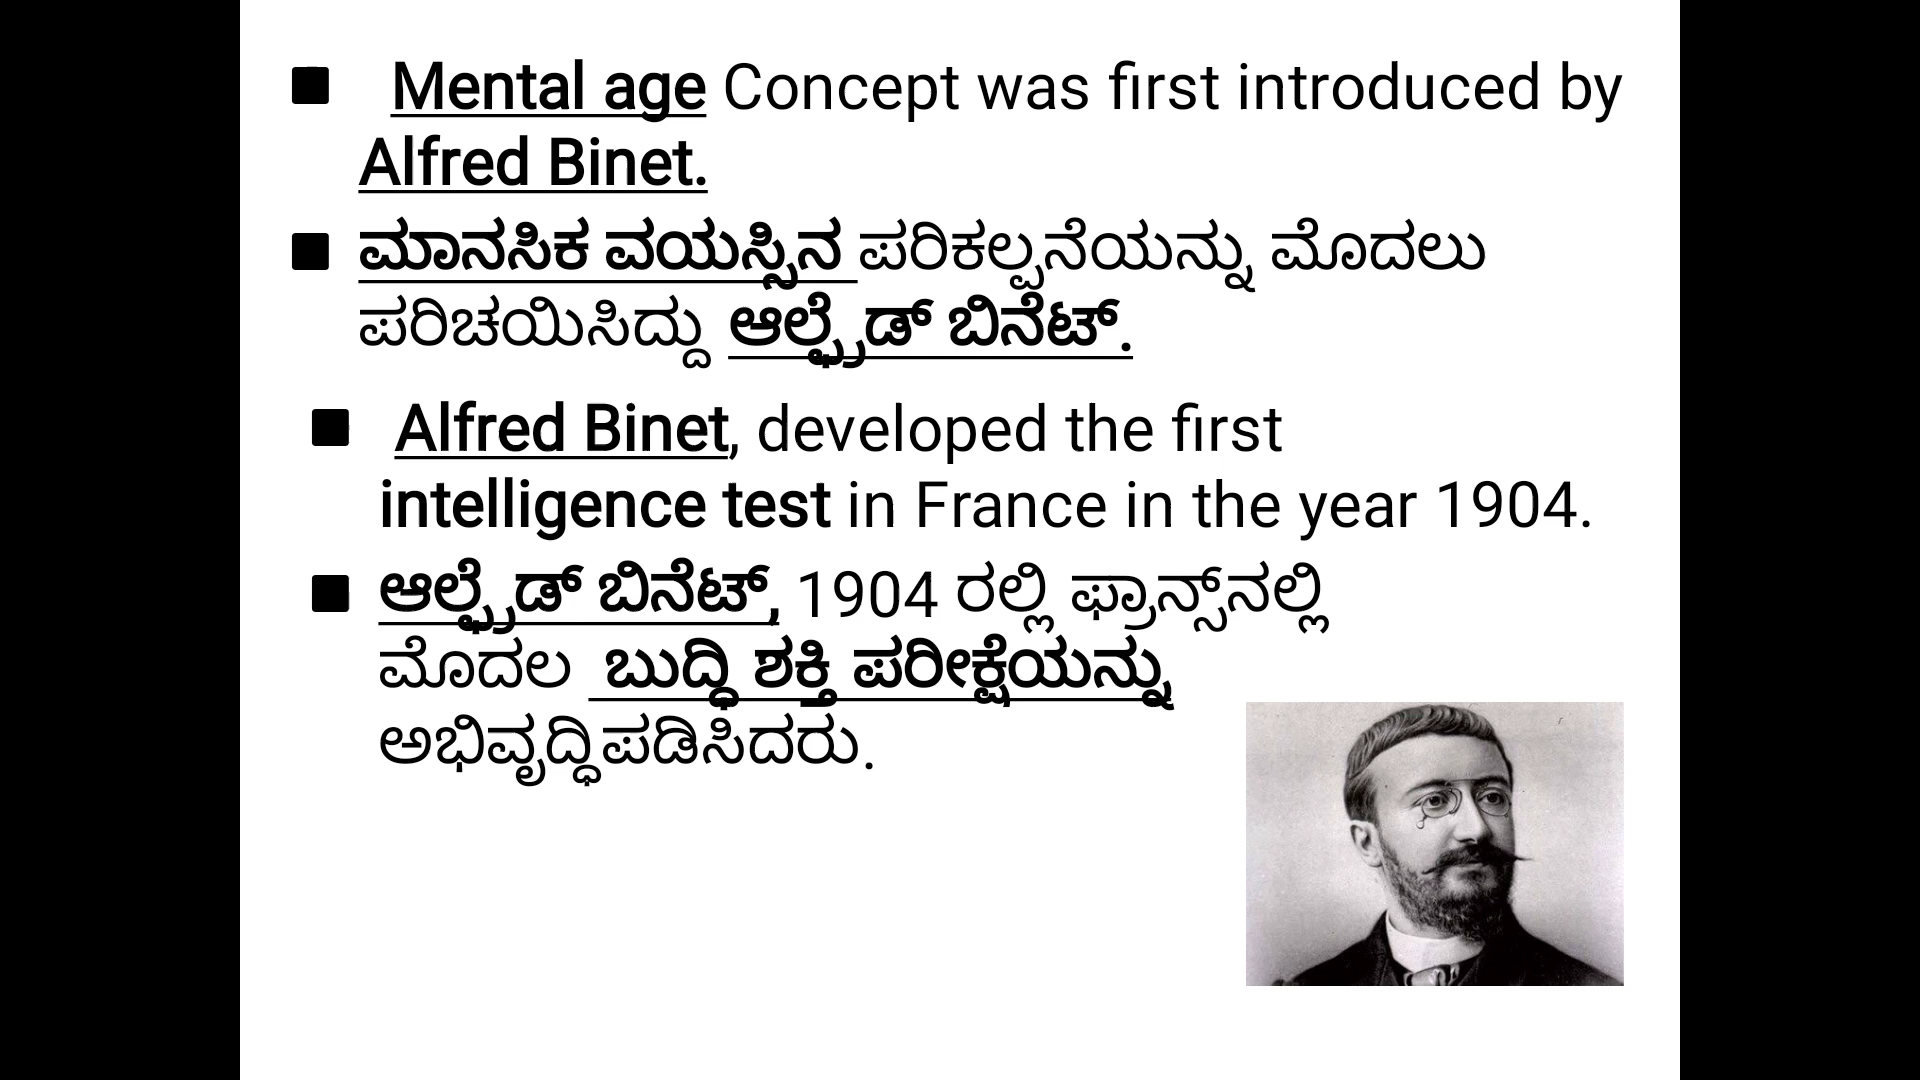 ■ Mental age Concept was first introduced by
Alfred Binet.
■ ಮಾನಸಿಕ ವಯಸ್ಸಿನ ಪರಿಕಲ್ಪನೆಯನ್ನು ಮೊದಲು
ಪರಿಚಯಿಸಿದ್ದು ಆಲ್ಫ್ರೆಡ್ ಬಿನೆಟ್.
■ Alfred Binet, developed the first
intelligence test in France in the year 1904.
■ ಆಲ್ಫ್ರೆಡ್ ಬಿನೆಟ್, 1904 ರಲ್ಲಿ ಫ್ರಾನ್ಸ್‌ನಲ್ಲಿ
ಮೊದಲ ಬುದ್ಧಿ ಶಕ್ತಿ ಪರೀಕ್ಷೆಯನ್ನು
ಅಭಿವೃದ್ಧಿಪಡಿಸಿದರು.